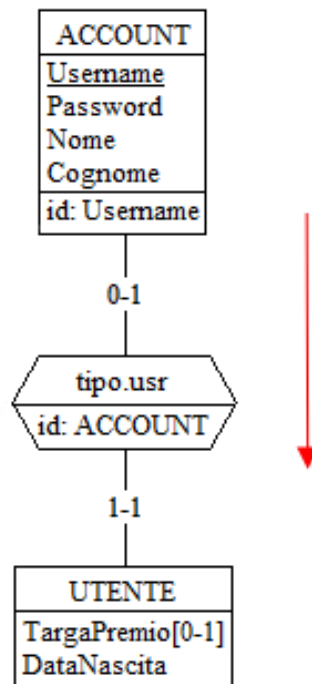 ACCOUNT
Username
Password
Nome
Cognome
id: Username
0-1
tipo.usr
id: ACCOUNT
1-1
UTENTE
TargaPremio[0-1]
DataNascita